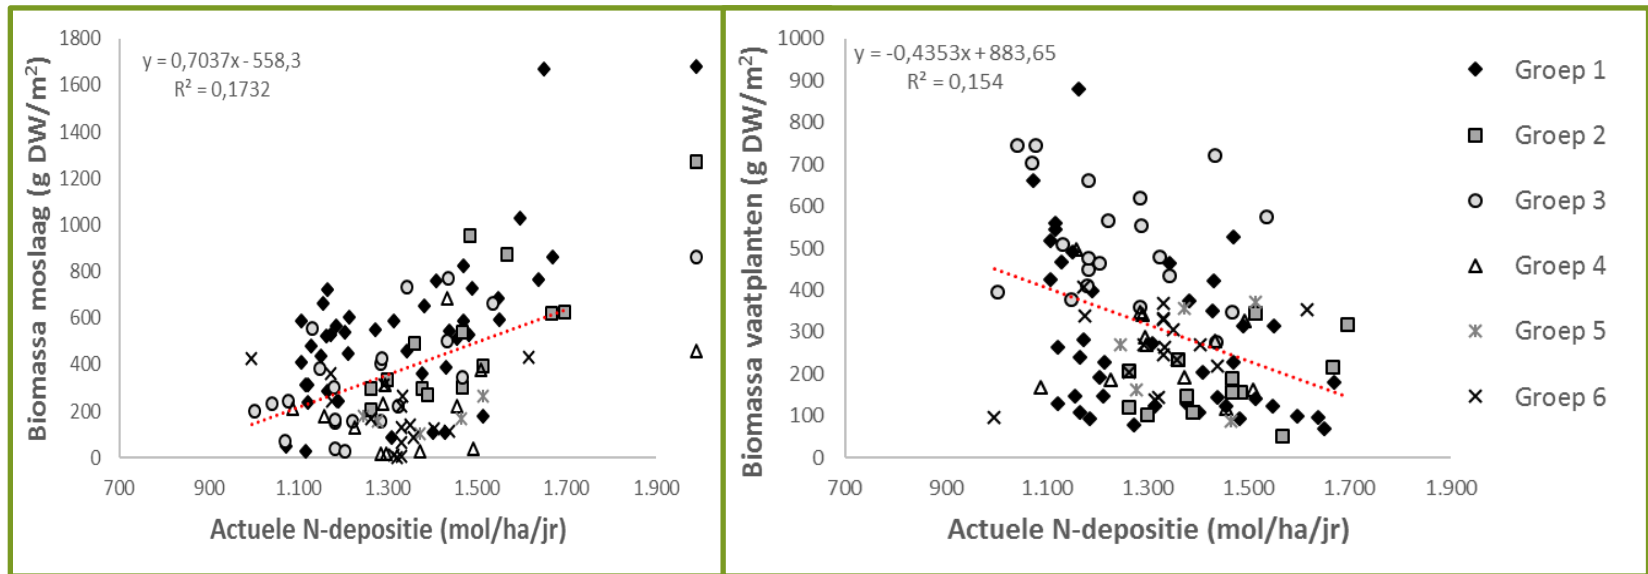 1800
1600
1400
1200
1000
800
600
400
200
0
y = 0,7037x - 558,3
R² = 0,1732
Biomassa moslaag (g DW/m²)
700 900 1.100 1.300 1.500 1.700 1.900
Actuele N-depositie (mol/ha/jr)
1000
900
800
700
600
500
400
300
200
100
0
y = -0,4353x + 883,65
R² = 0,154
Biomassa vaatplanten (g DW/m²)
700 900 1.100 1.300 1.500 1.700 1.900
Actuele N-depositie (mol/ha/jr)
Groep 1
Groep 2
Groep 3
Groep 4
Groep 5
Groep 6